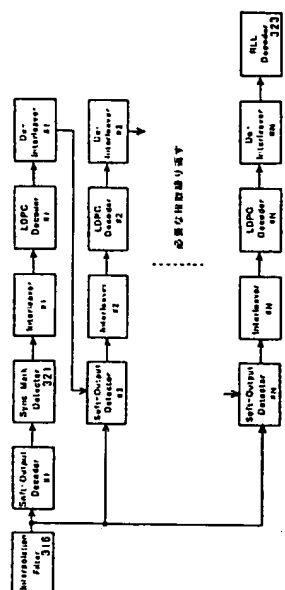 Interpolation
Filter
316
Soft-Output
Decoder
#1
Sync Mark
Detector
321
Interleaver
#1
LDPC
Decoder
#1
De-
Interleaver
#1
Soft-Output
Detector
Interleaver
#2
LDPC
Decoder
#2
De-
Interleaver
#2
必要な段数繰り返す
Soft-Output
Detector
#N
Interleaver
#N
LDPC
Decoder
#N
De-
Interleaver
#N
RLL
Decoder
323